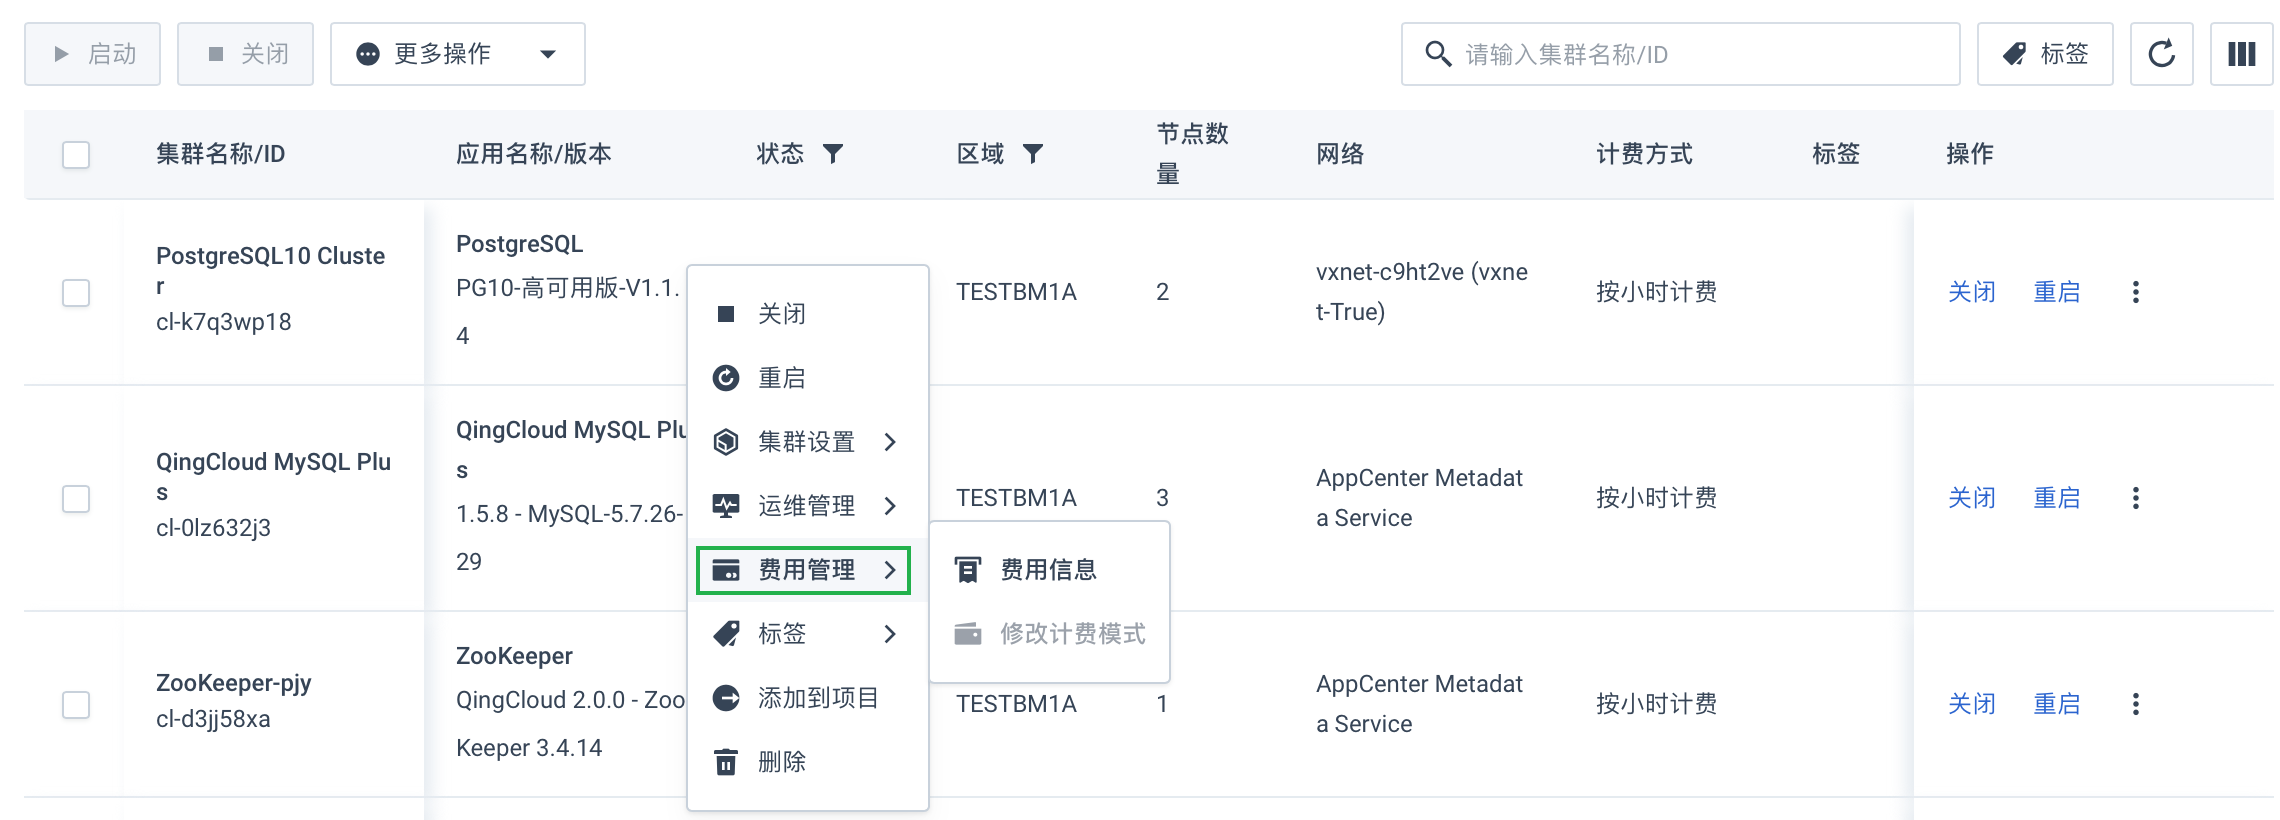 启动
关闭
更多操作
请输入集群名称/ID
标签
集群名称/ID
应用名称/版本
状态
区域
节点数
量
网络
计费方式
标签
操作
PostgreSQL10 Cluste
r
cl-k7q3wp18
PostgreSQL
PG10-高可用版-V1.1.
4
TESTBM1A
2
vxnet-c9ht2ve (vxne
t-True)
按小时计费
关闭
重启
QingCloud MySQL Plu
s
cl-0lz632j3
QingCloud MySQL Plu
s
1.5.8 - MySQL-5.7.26-
29
TESTBM1A
3
AppCenter Metadat
a Service
按小时计费
关闭
重启
ZooKeeper-pjy
cl-d3jj58xa
ZooKeeper
QingCloud 2.0.0 - Zoo
Keeper 3.4.14
TESTBM1A
1
AppCenter Metadat
a Service
按小时计费
关闭
重启
关闭
重启
集群设置
运维管理
费用管理
标签
添加到项目
删除
费用信息
修改计费模式